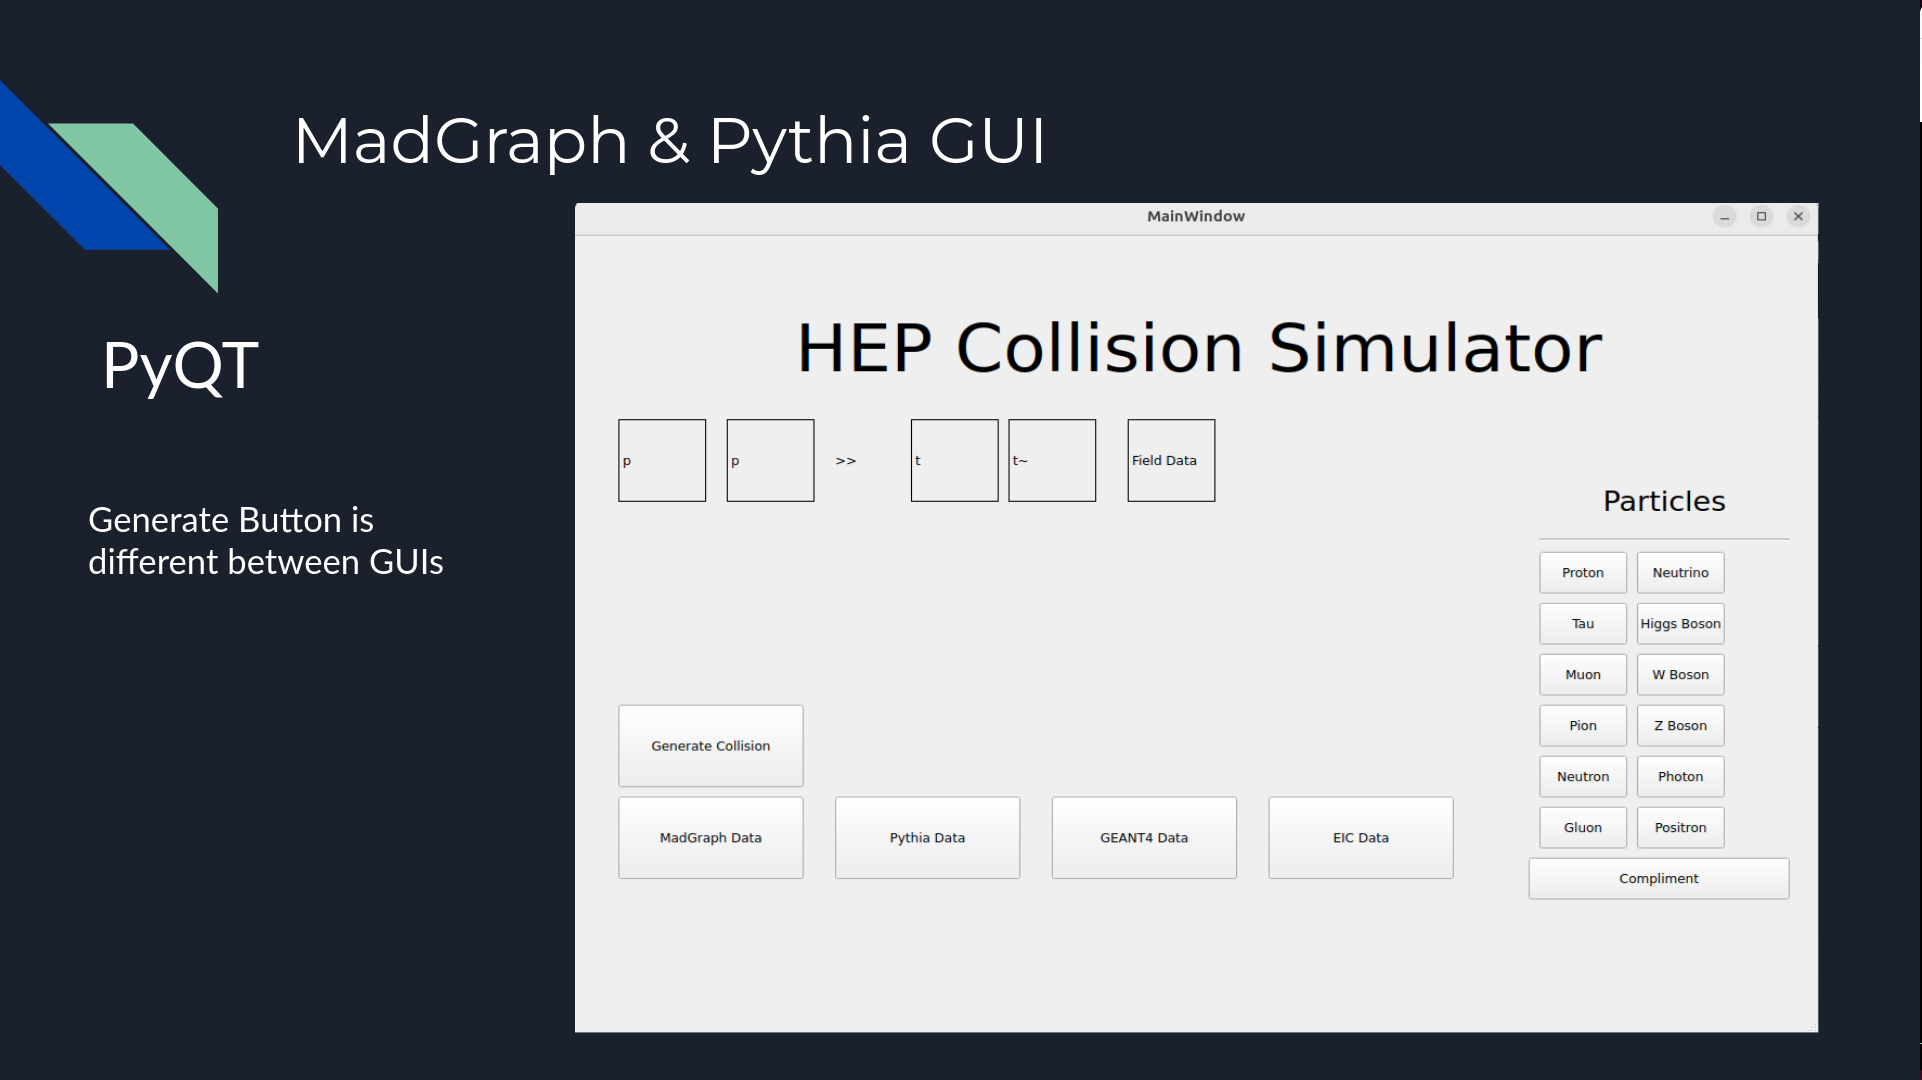 MadGraph & Pythia GUI
PyQT
Generate Button is
different between GUIs
MainWindow
HEP Collision Simulator
p p >> t t~ Field Data
Particles
Proton Neutrino
Tau Higgs Boson
Muon W Boson
Pion Z Boson
Neutron Photon
Gluon Positron
Compliment
Generate Collision
MadGraph Data Pythia Data GEANT4 Data EIC Data